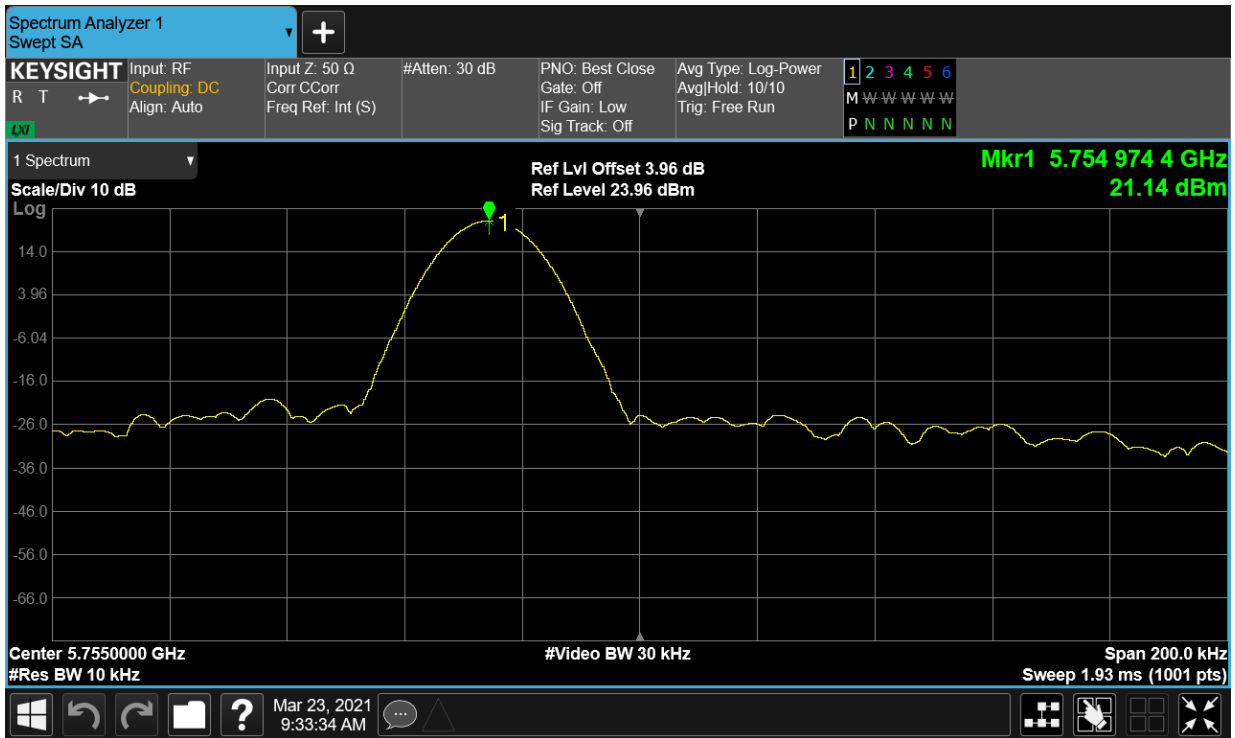 Spectrum Analyzer 1
Swept SA
KEYSIGHT
R T
LXI
Input: RF
Coupling: DC
Align: Auto
Input Z: 50 Ω
Corr CCorr
Freq Ref: Int (S)
#Atten: 30 dB
PNO: Best Close
Gate: Off
IF Gain: Low
Sig Track: Off
Avg Type: Log-Power
Avg|Hold: 10/10
Trig: Free Run
1 2 3 4 5 6
M W W W W W W
P N N N N N N
1 Spectrum
Scale/Div 10 dB
Log
Ref Lvl Offset 3.96 dB
Ref Level 23.96 dBm
Mkr1 5.754 974 4 GHz
21.14 dBm
1
14.0
3.96
-6.04
-16.0
-26.0
-36.0
-46.0
-56.0
-66.0
Center 5.7550000 GHz
#Res BW 10 kHz
#Video BW 30 kHz
Span 200.0 kHz
Sweep 1.93 ms (1001 pts)
?
Mar 23, 2021
9:33:34 AM